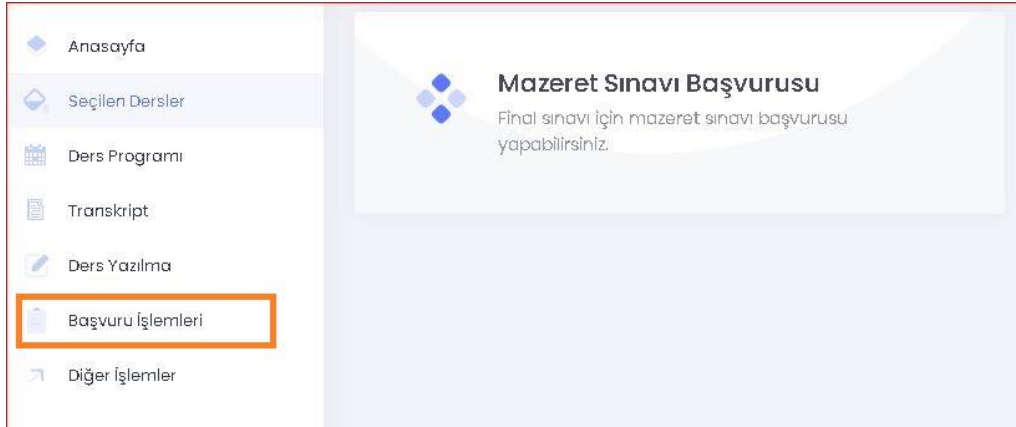 Anasayfa
Seçilen Dersler
Ders Programı
Transkript
Ders Yazılma
Başvuru İşlemleri
Diğer İşlemler
Mazeret Sınavı Başvurusu
Final sınavı için mazeret sınavı başvurusu
yapabilirsiniz.